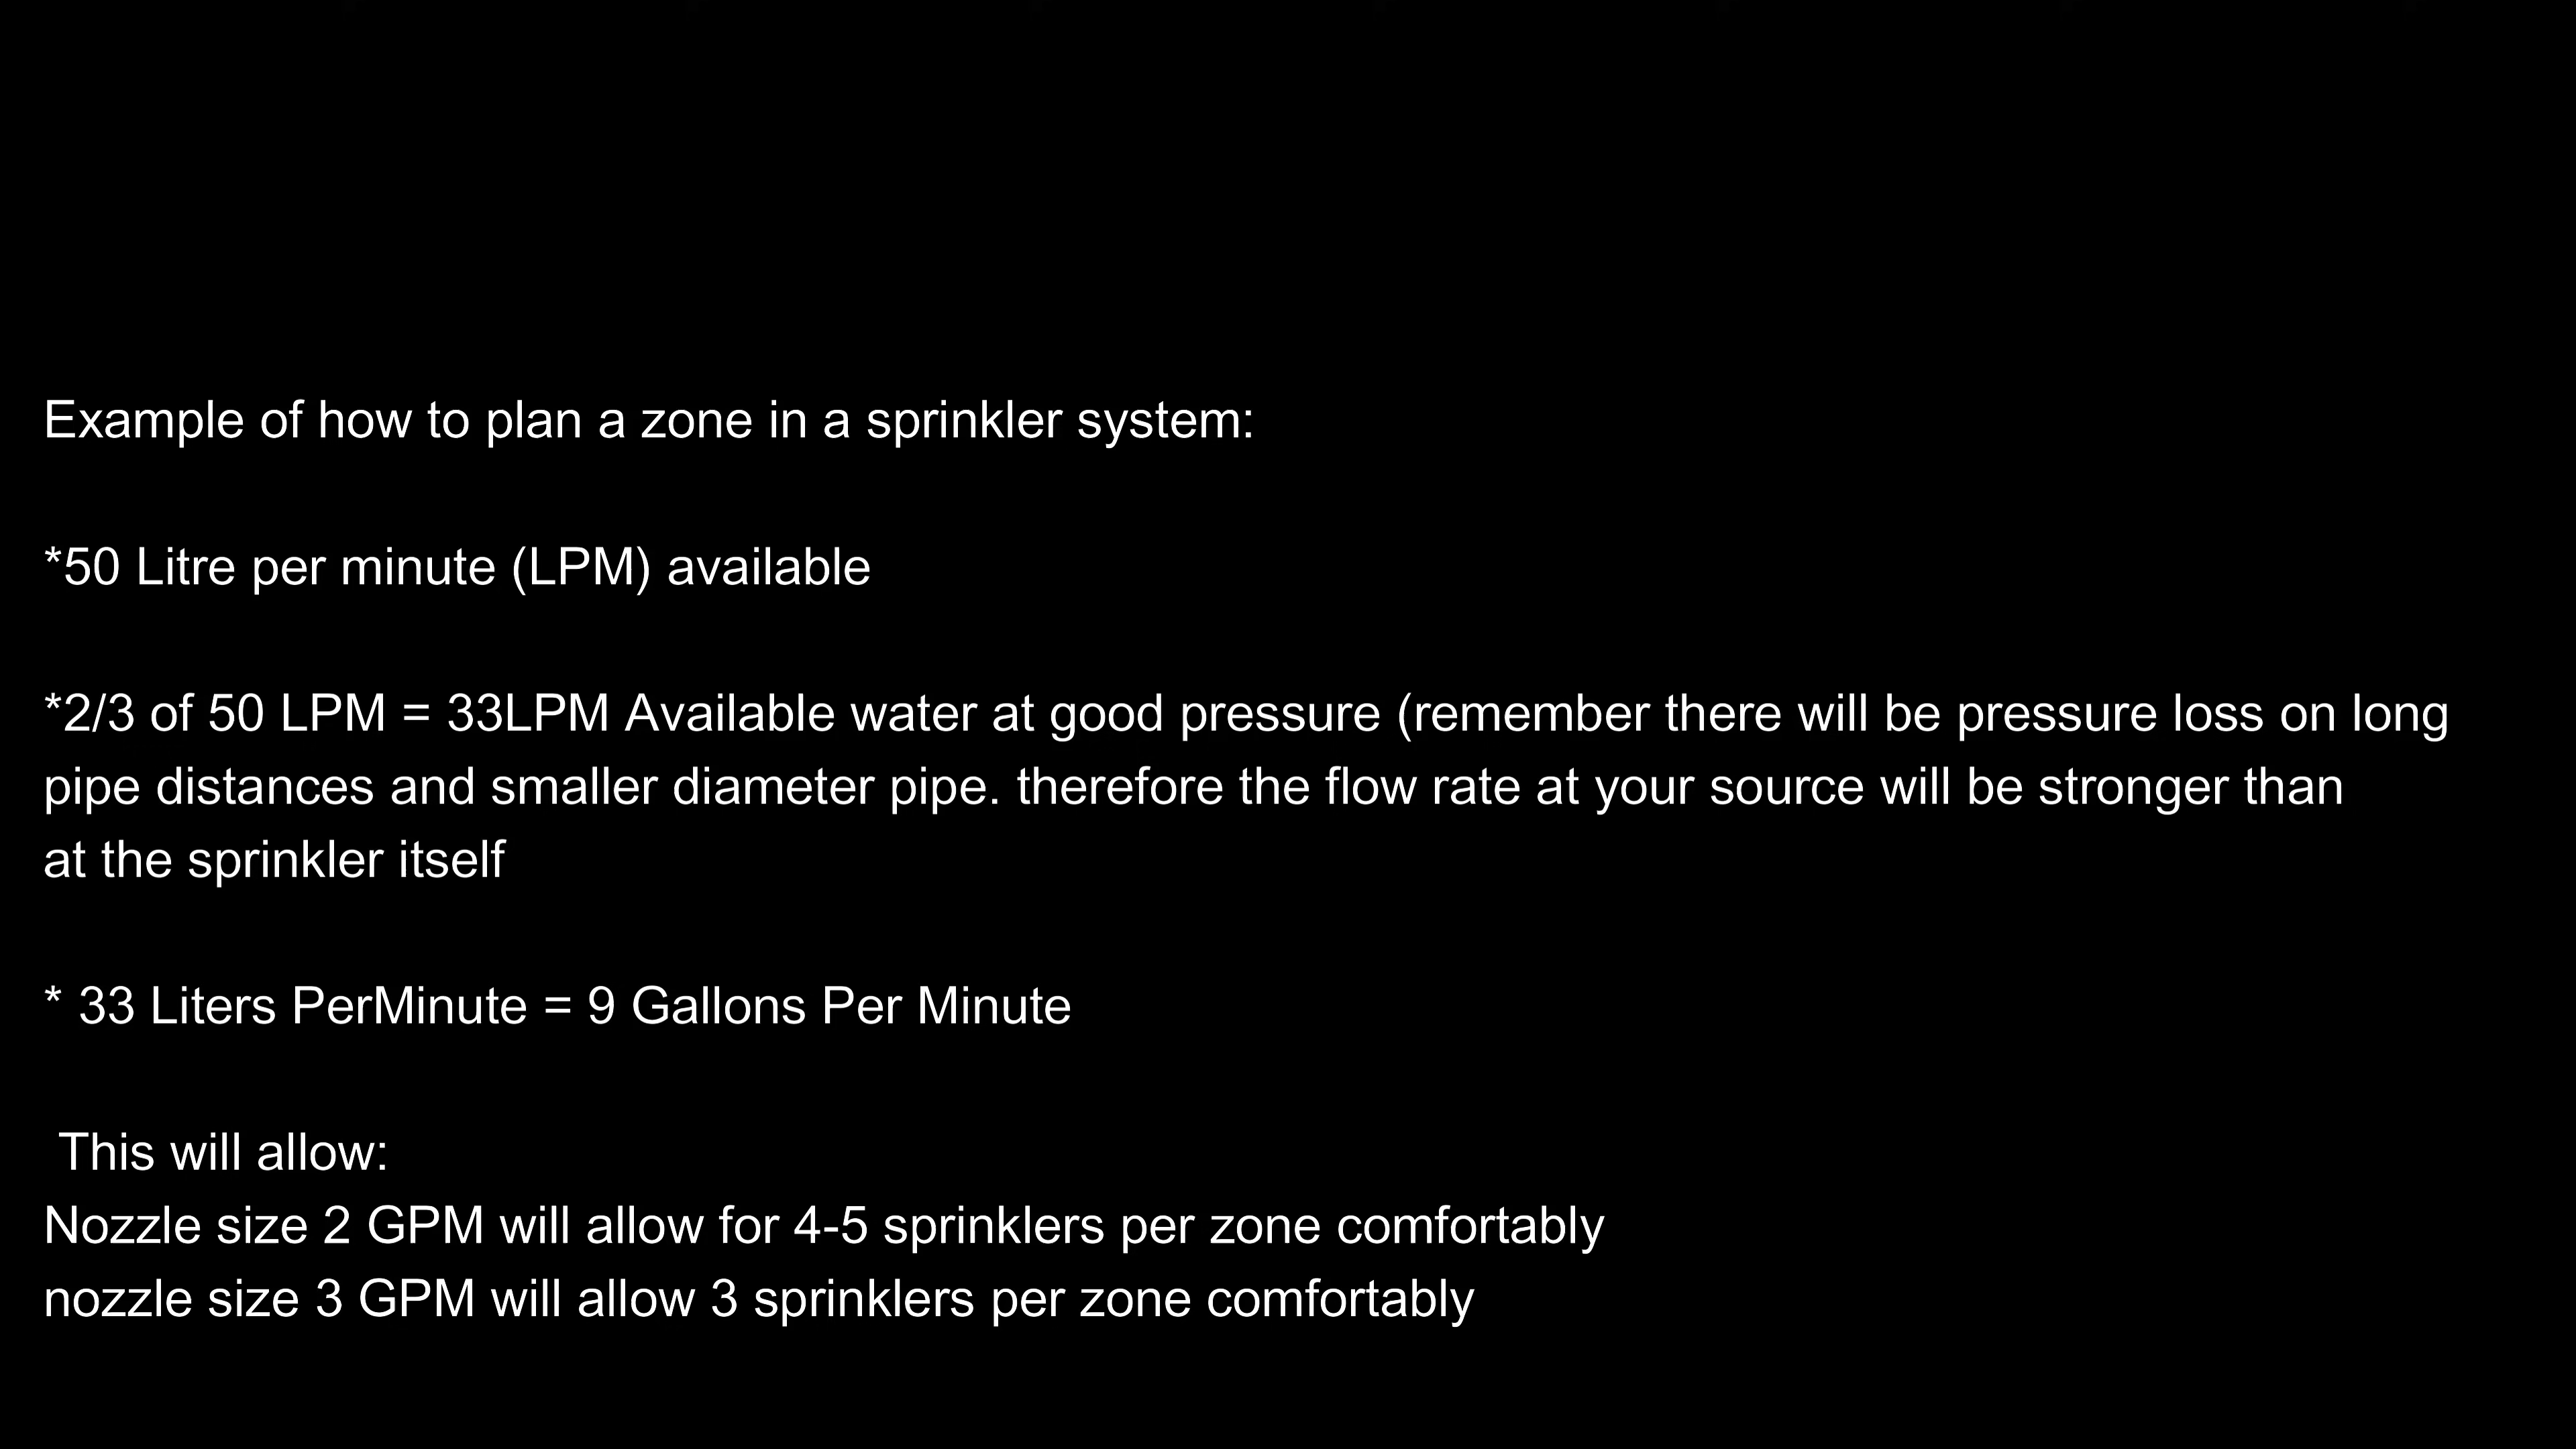 Example of how to plan a zone in a sprinkler system:
*50 Litre per minute (LPM) available
*2/3 of 50 LPM = 33LPM Available water at good pressure (remember there will be pressure loss on long
pipe distances and smaller diameter pipe. therefore the flow rate at your source will be stronger than
at the sprinkler itself
* 33 Liters PerMinute = 9 Gallons Per Minute
This will allow:
Nozzle size 2 GPM will allow for 4-5 sprinklers per zone comfortably
nozzle size 3 GPM will allow 3 sprinklers per zone comfortably